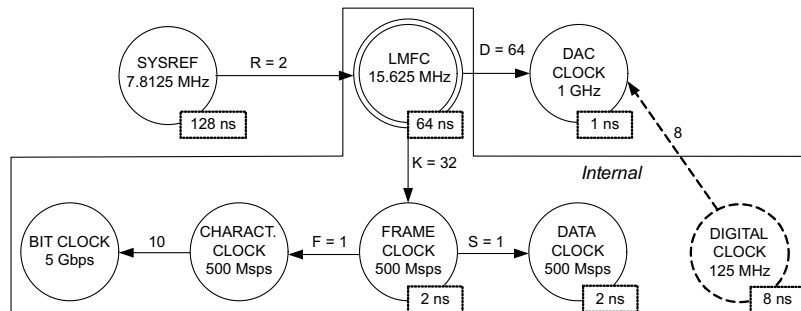 SYSREF
7.8125 MHz
128 ns
R = 2
LMFC
15.625 MHz
64 ns
D = 64
DAC
CLOCK
1 GHz
1 ns
8
K = 32
Internal
BIT CLOCK
5 Gbps
10
CHARACT.
CLOCK
500 Msps
F = 1
FRAME
CLOCK
500 Msps
2 ns
S = 1
DATA
CLOCK
500 Msps
2 ns
DIGITAL
CLOCK
125 MHz
8 ns